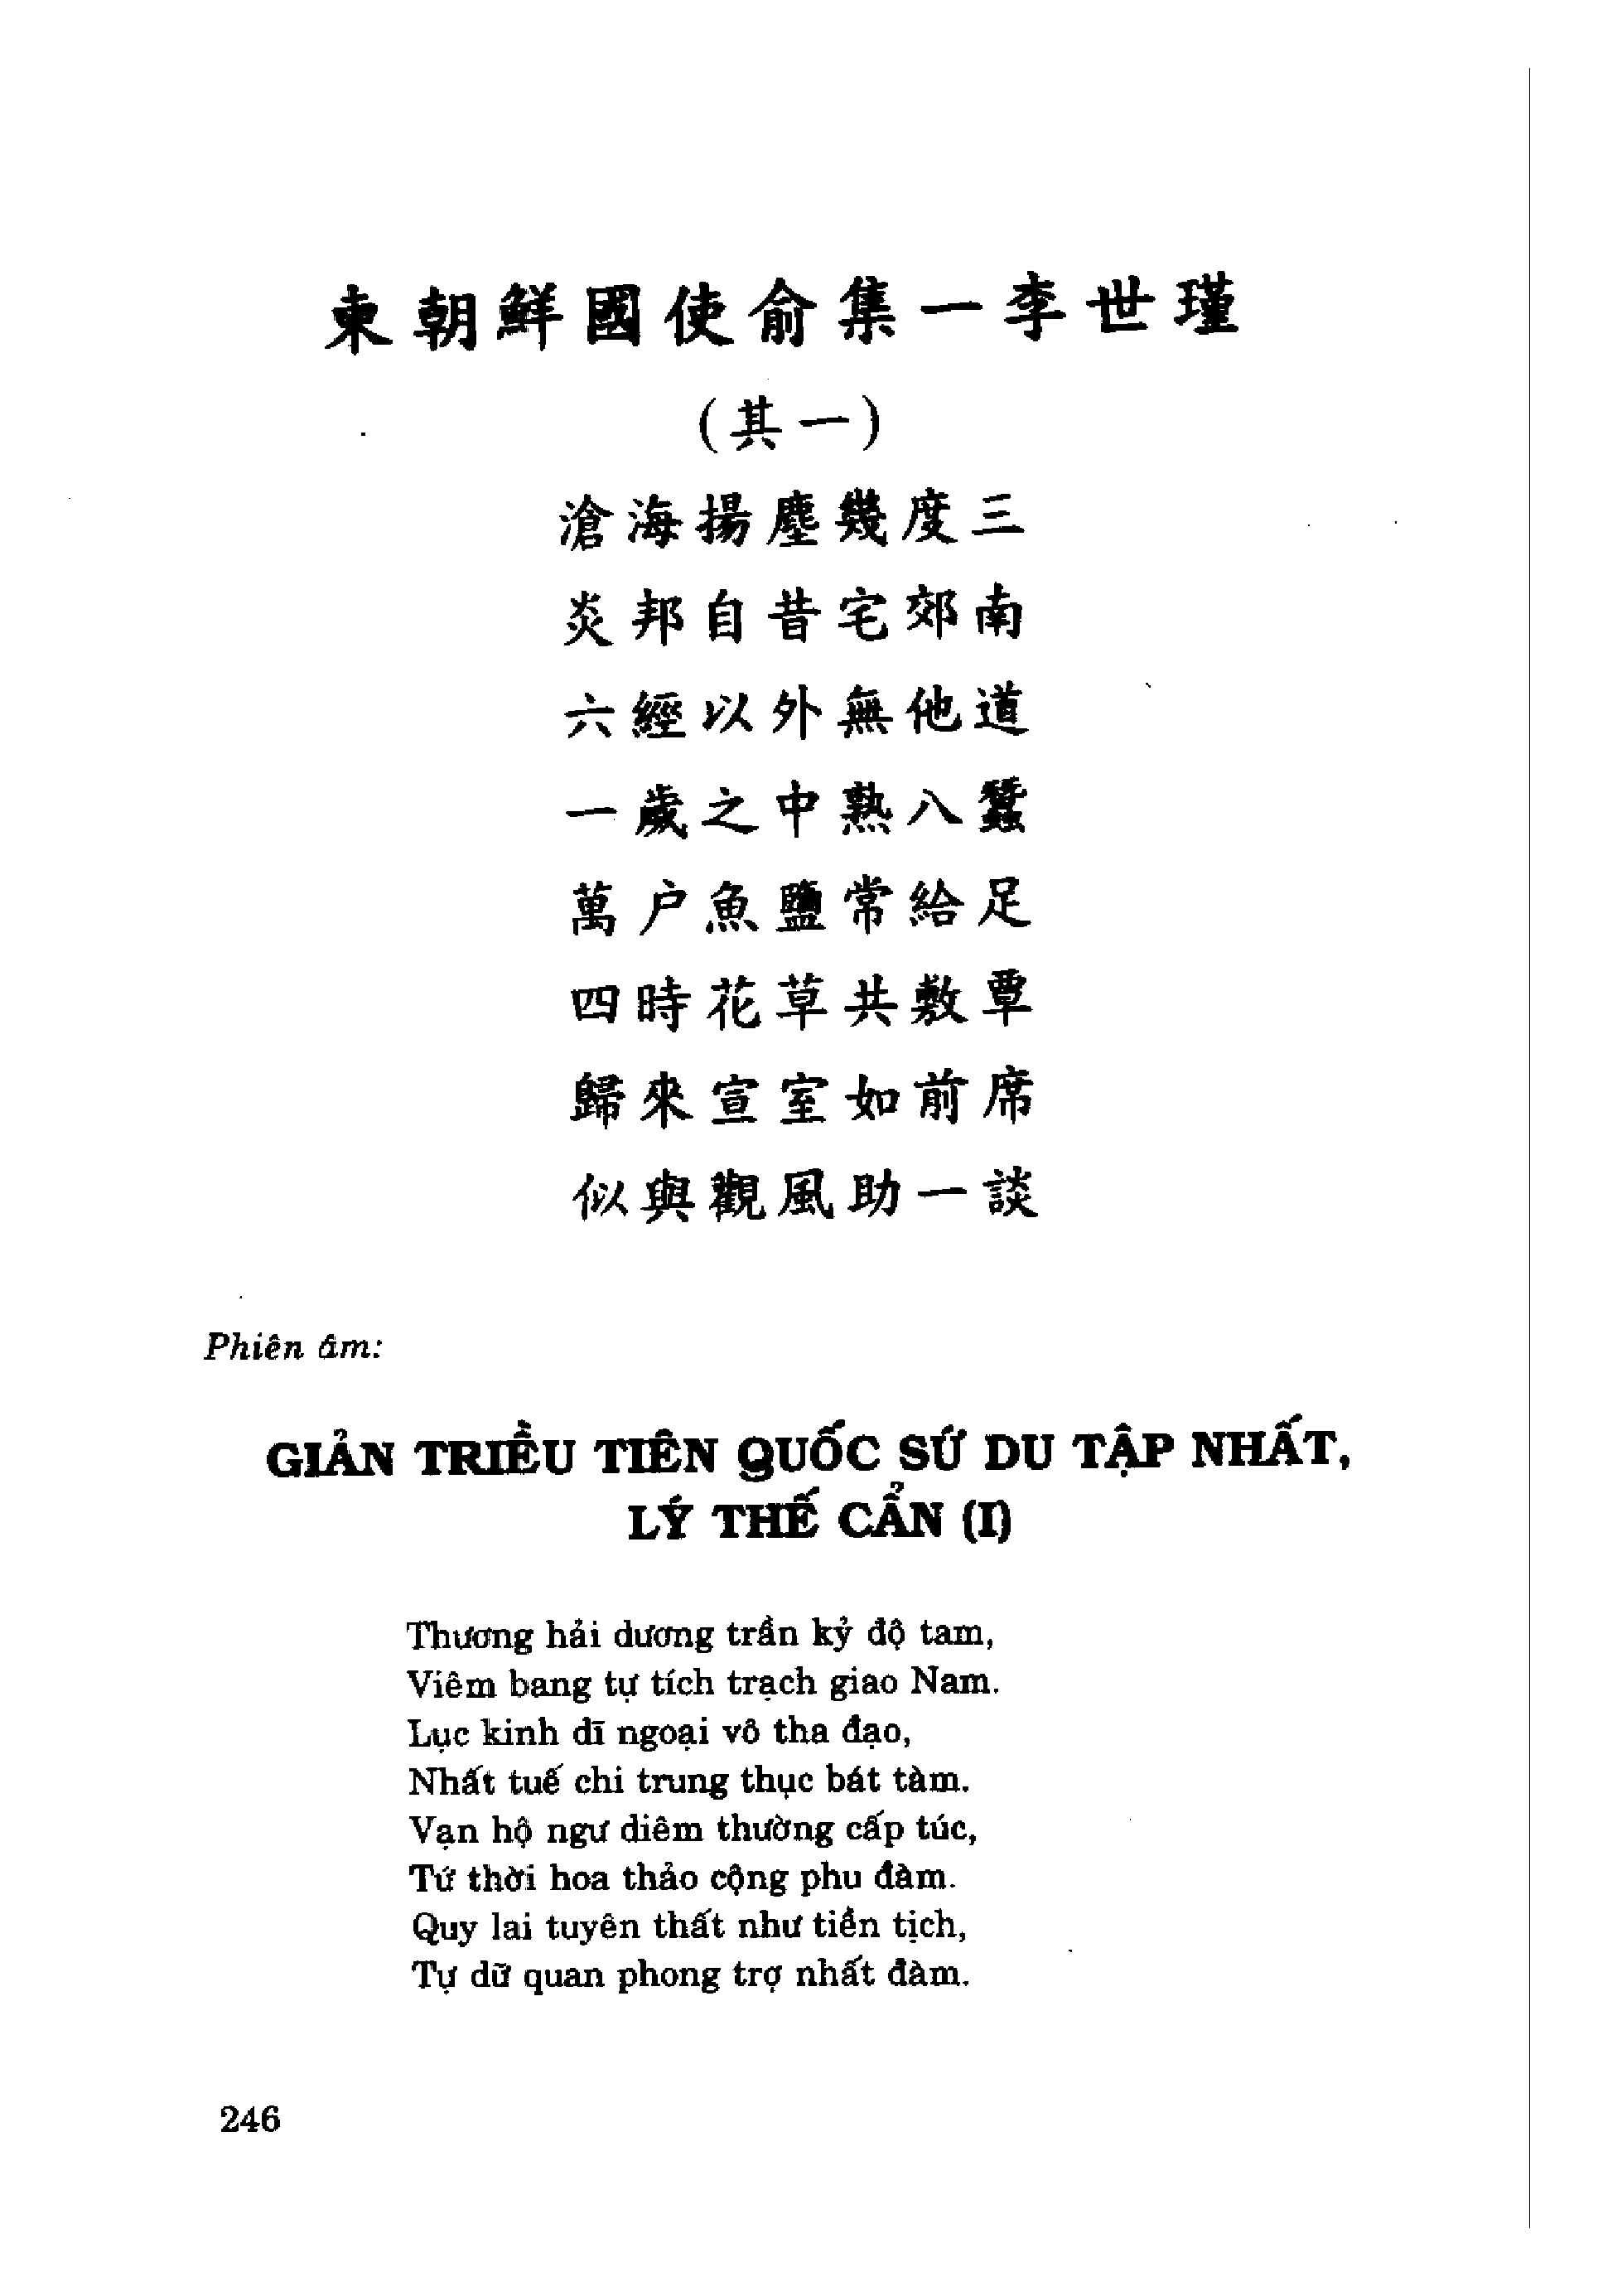 柬朝鮮國使俞集一李世瑾
(其一)
滄海揚塵幾度三
炎邦自昔宅郊南
六經以外無他道
一歲之中熟八蠶
萬户魚鹽常給足
四時花草共敷覃
歸來宣室如前席
似與觀風助一談
Phiên âm:
GIẢN TRIỀU TIÊN QUỐC SỨ DU TẬP NHẤT,
LÝ THẾ CẨN (I)
Thương hải dương trần kỷ độ tam,
Viêm bang tự tích trạch giao Nam.
Lục kinh dĩ ngoại vô tha đạo,
Nhất tuế chi trung thục bát tàm.
Vạn hộ ngư diêm thường cấp túc,
Tứ thời hoa thảo cộng phu đàm.
Quy lai tuyên thất như tiền tịch,
Tự dữ quan phong trợ nhất đàm.
246